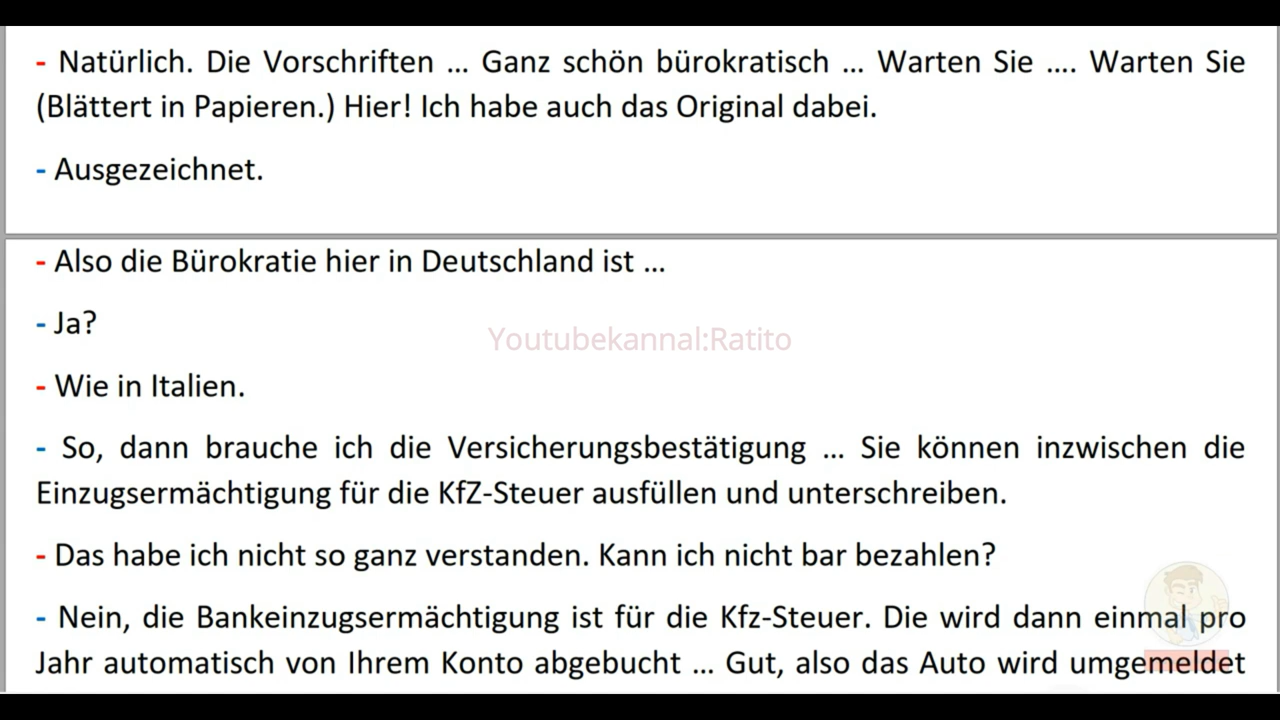 - Natürlich. Die Vorschriften ... Ganz schön bürokratisch ... Warten Sie .... Warten Sie
(Blättert in Papieren.) Hier! Ich habe auch das Original dabei.
- Ausgezeichnet.
- Also die Bürokratie hier in Deutschland ist ...
- Ja?
Youtubekannal:Ratito
- Wie in Italien.
- So, dann brauche ich die Versicherungsbestätigung ... Sie können inzwischen die
Einzugsermächtigung für die KfZ-Steuer ausfüllen und unterschreiben.
- Das habe ich nicht so ganz verstanden. Kann ich nicht bar bezahlen?
- Nein, die Bankeinzugsermächtigung ist für die Kfz-Steuer. Die wird dann einmal pro
Jahr automatisch von Ihrem Konto abgebucht ... Gut, also das Auto wird umgemeldet